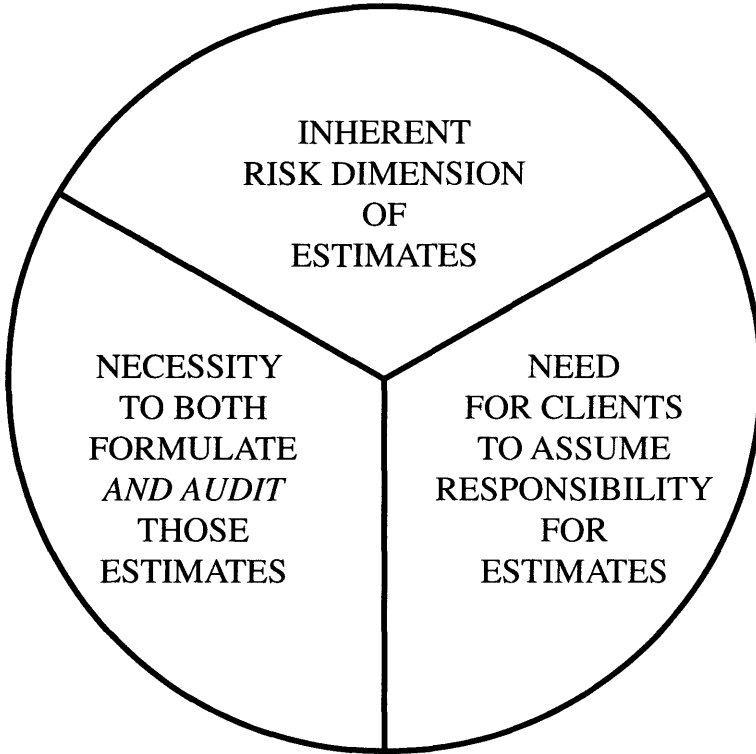 INHERENT
RISK DIMENSION
OF
ESTIMATES
NECESSITY
TO BOTH
FORMULATE
AND AUDIT
THOSE
ESTIMATES
NEED
FOR CLIENTS
TO ASSUME
RESPONSIBILITY
FOR
ESTIMATES